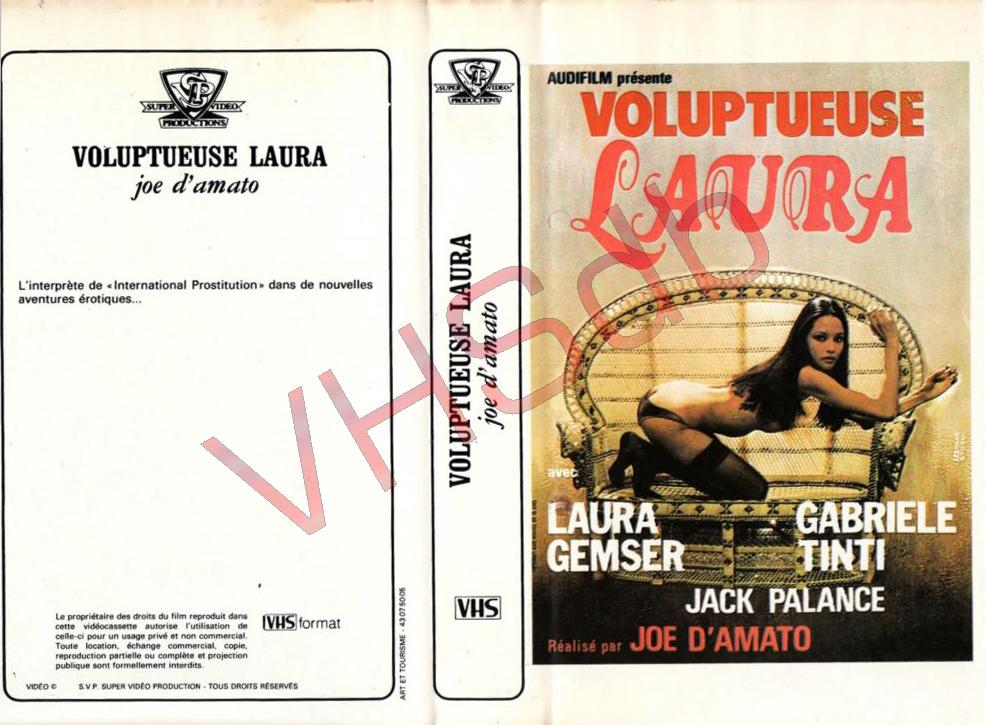 SUPER VIDEO
PRODUCTIONS
VOLUPTUEUSE LAURA
joe d'amato
L'interprète de «International Prostitution» dans de nouvelles
aventures érotiques...
Le propriétaire des droits du film reproduit dans
cette vidéocassette autorise l'utilisation de
celle-ci pour un usage privé et non commercial.
Toute location, échange commercial, copie,
reproduction partielle ou complète et projection
publique sont formellement interdits.
VHS format
VIDÉO © S.V.P. SUPER VIDÉO PRODUCTION - TOUS DROITS RÉSERVÉS
ART ET TOURISME - 43.07.50.05
SUPER VIDEO
PRODUCTIONS
VOLUPTUEUSE LAURA
joe d'amato
VHS
AUDIFILM présente
VOLUPTUEUSE
LAURA
avec
LAURA
GEMSER
GABRIELE
TINTI
JACK PALANCE
Réalisé par JOE D'AMATO
VHSdb